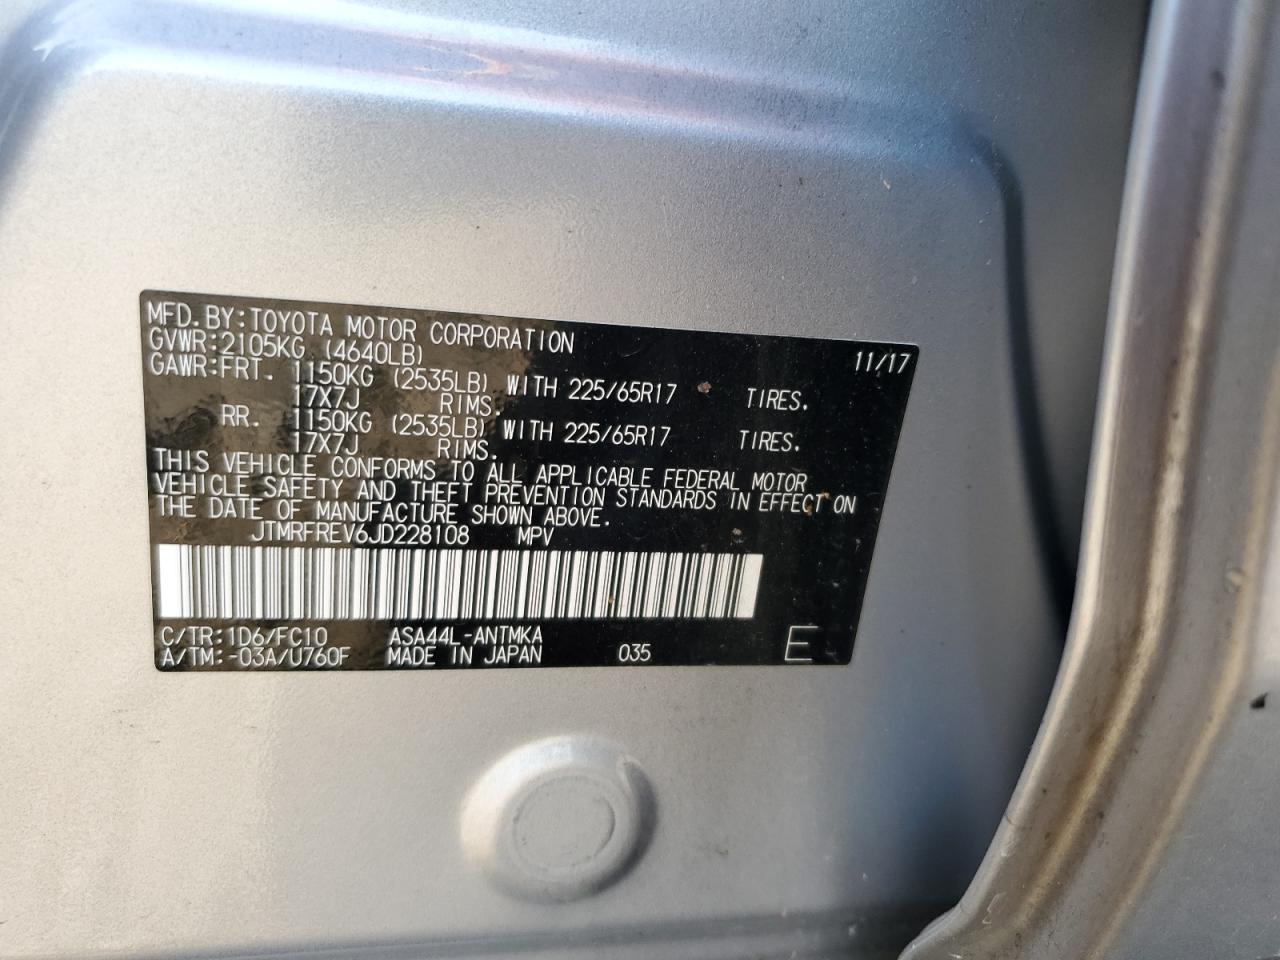 MFD. BY: TOYOTA MOTOR CORPORATION 11/17
GVWR: 2105KG (4640LB)
GAWR: FRT. 1150KG (2535LB) WITH 225/65R17 TIRES.
17X7J RIMS.
RR. 1150KG (2535LB) WITH 225/65R17 TIRES.
17X7J RIMS.
THIS VEHICLE CONFORMS TO ALL APPLICABLE FEDERAL MOTOR
VEHICLE SAFETY AND THEFT PREVENTION STANDARDS IN EFFECT ON
THE DATE OF MANUFACTURE SHOWN ABOVE.
JTMRFREV6JD228108 MPV
C/TR: 1D6/FC10 ASA44L-ANTMKA
A/TM: -03A/U760F MADE IN JAPAN 035 E